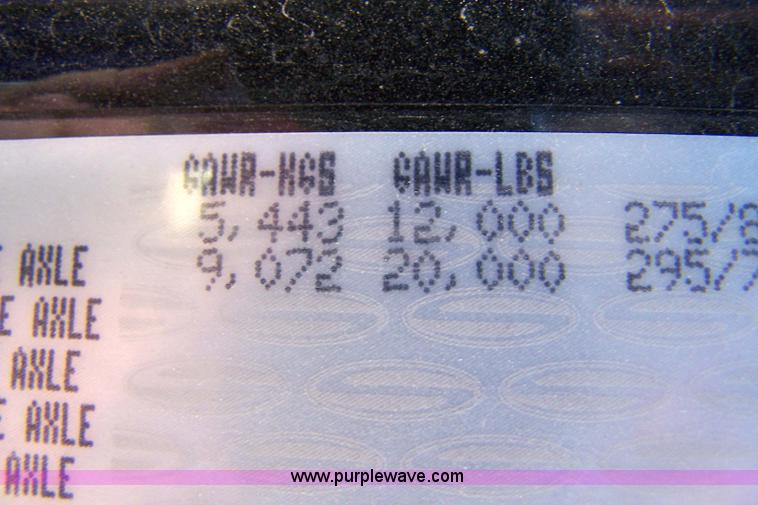 GAWR-KGS GAWR-LBS
5,443 12,000 275/8
AXLE 9,072 20,000 295/7
E AXLE
AXLE
E AXLE
AXLE
www.purplewave.com